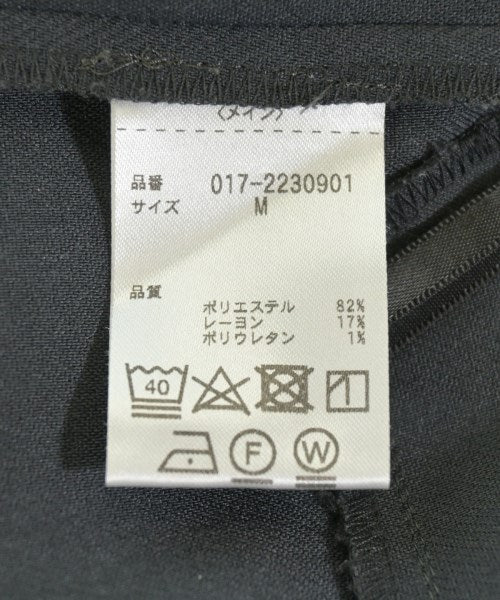 〈メイン〉
品番 017-2230901
サイズ M
品質
ポリエステル 82%
レーヨン 17%
ポリウレタン 1%
40
F W